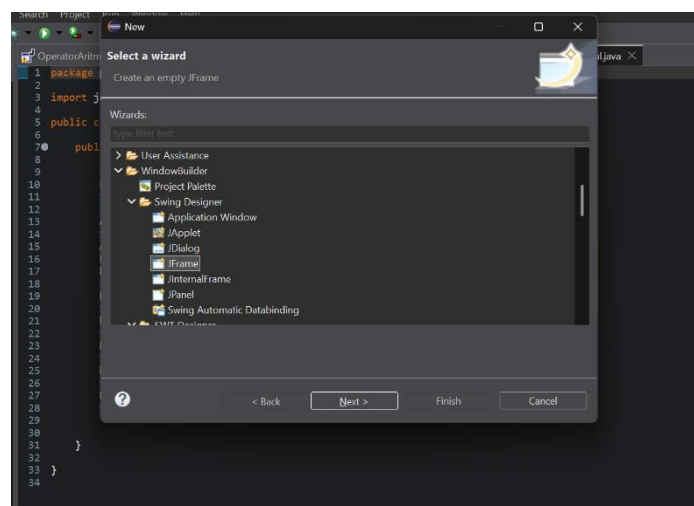 Search Project Run Window Help
New
OperatorAritm
al.java
Select a wizard
Create an empty JFrame
Wizards:
type filter text
User Assistance
WindowBuilder
Project Palette
Swing Designer
Application Window
JApplet
JDialog
JFrame
JInternalFrame
JPanel
Swing Automatic Databinding
SWT Designer
< Back Next > Finish Cancel
1 package
2
3 import j
4
5 public c
6
7 publ
8
9
10
11
12
13
14
15
16
17
18
19
20
21
22
23
24
25
26
27
28
29
30
31 }
32
33 }
34